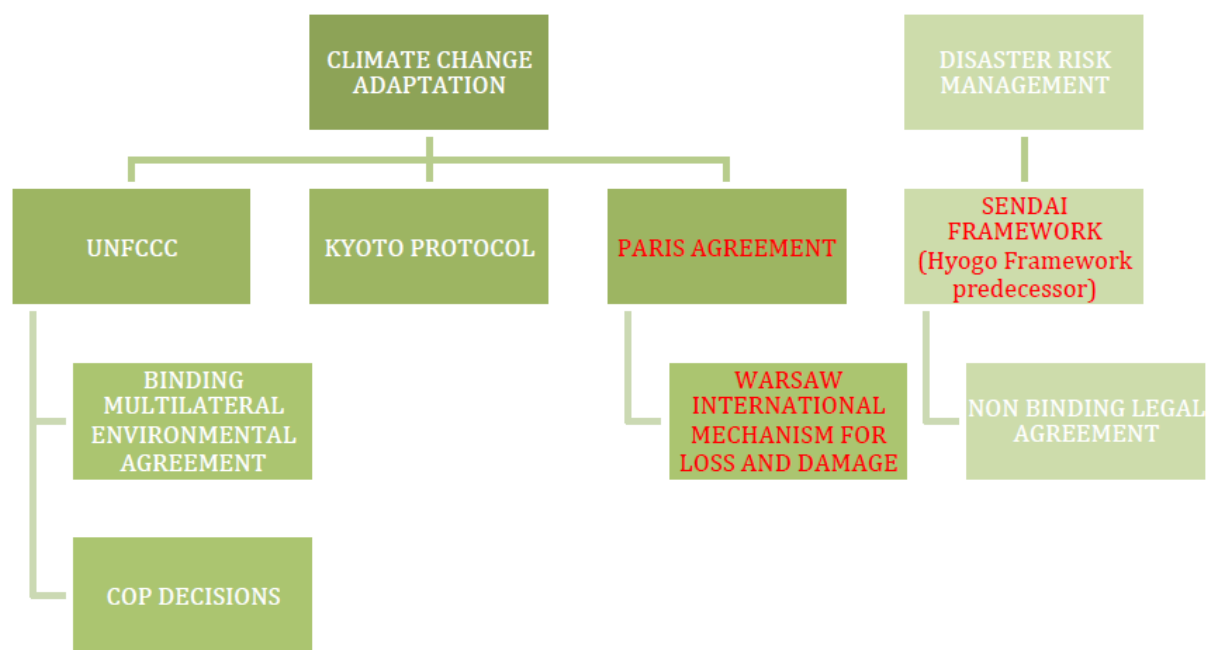 CLIMATE CHANGE
ADAPTATION
DISASTER RISK
MANAGEMENT
UNFCCC
KYOTO PROTOCOL
PARIS AGREEMENT
SENDAI
FRAMEWORK
(Hyogo Framework
predecessor)
BINDING
MULTILATERAL
ENVIRONMENTAL
AGREEMENT
WARSAW
INTERNATIONAL
MECHANISM FOR
LOSS AND DAMAGE
NON BINDING LEGAL
AGREEMENT
COP DECISIONS